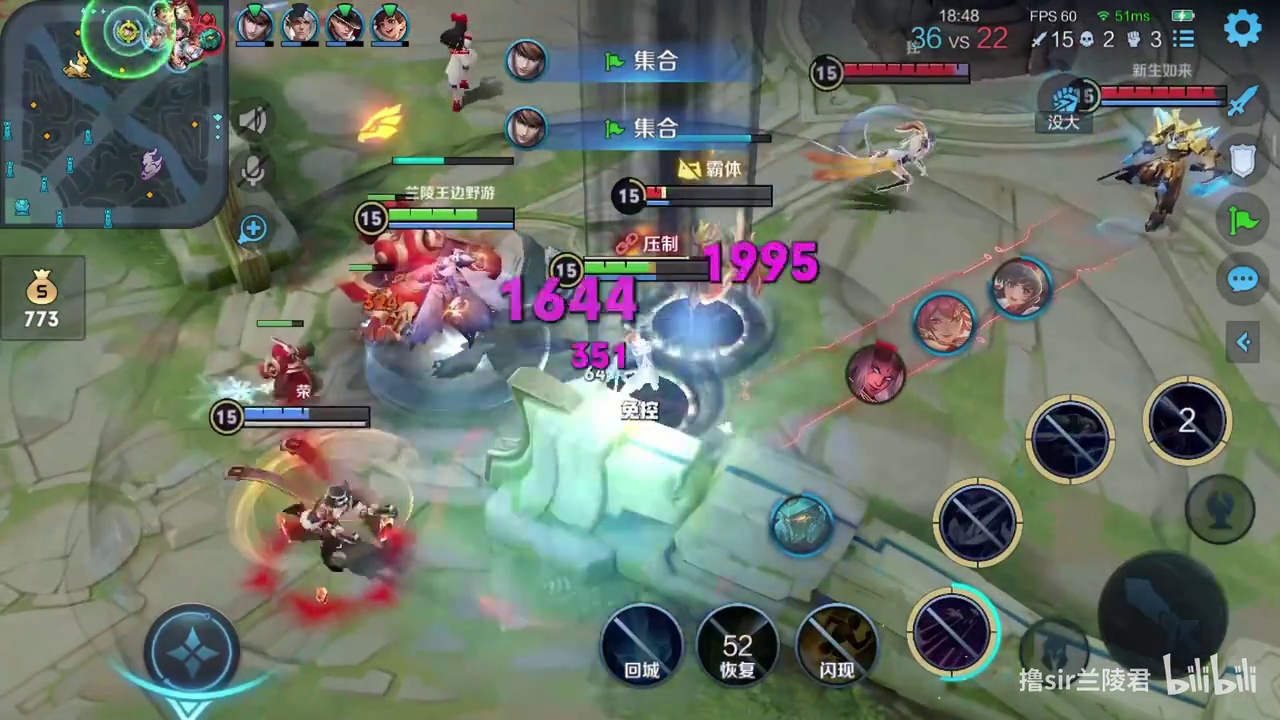 18:48
FPS 60
51ms
36 VS 22
15
2
3
集合
集合
15
新生如来
15
没大
霸体
15
兰陵王边野游
15
压制
15
1995
1644
324
351
64
免控
773
荣
15
2
52
回城
恢复
闪现
撸sir兰陵君
bilibili